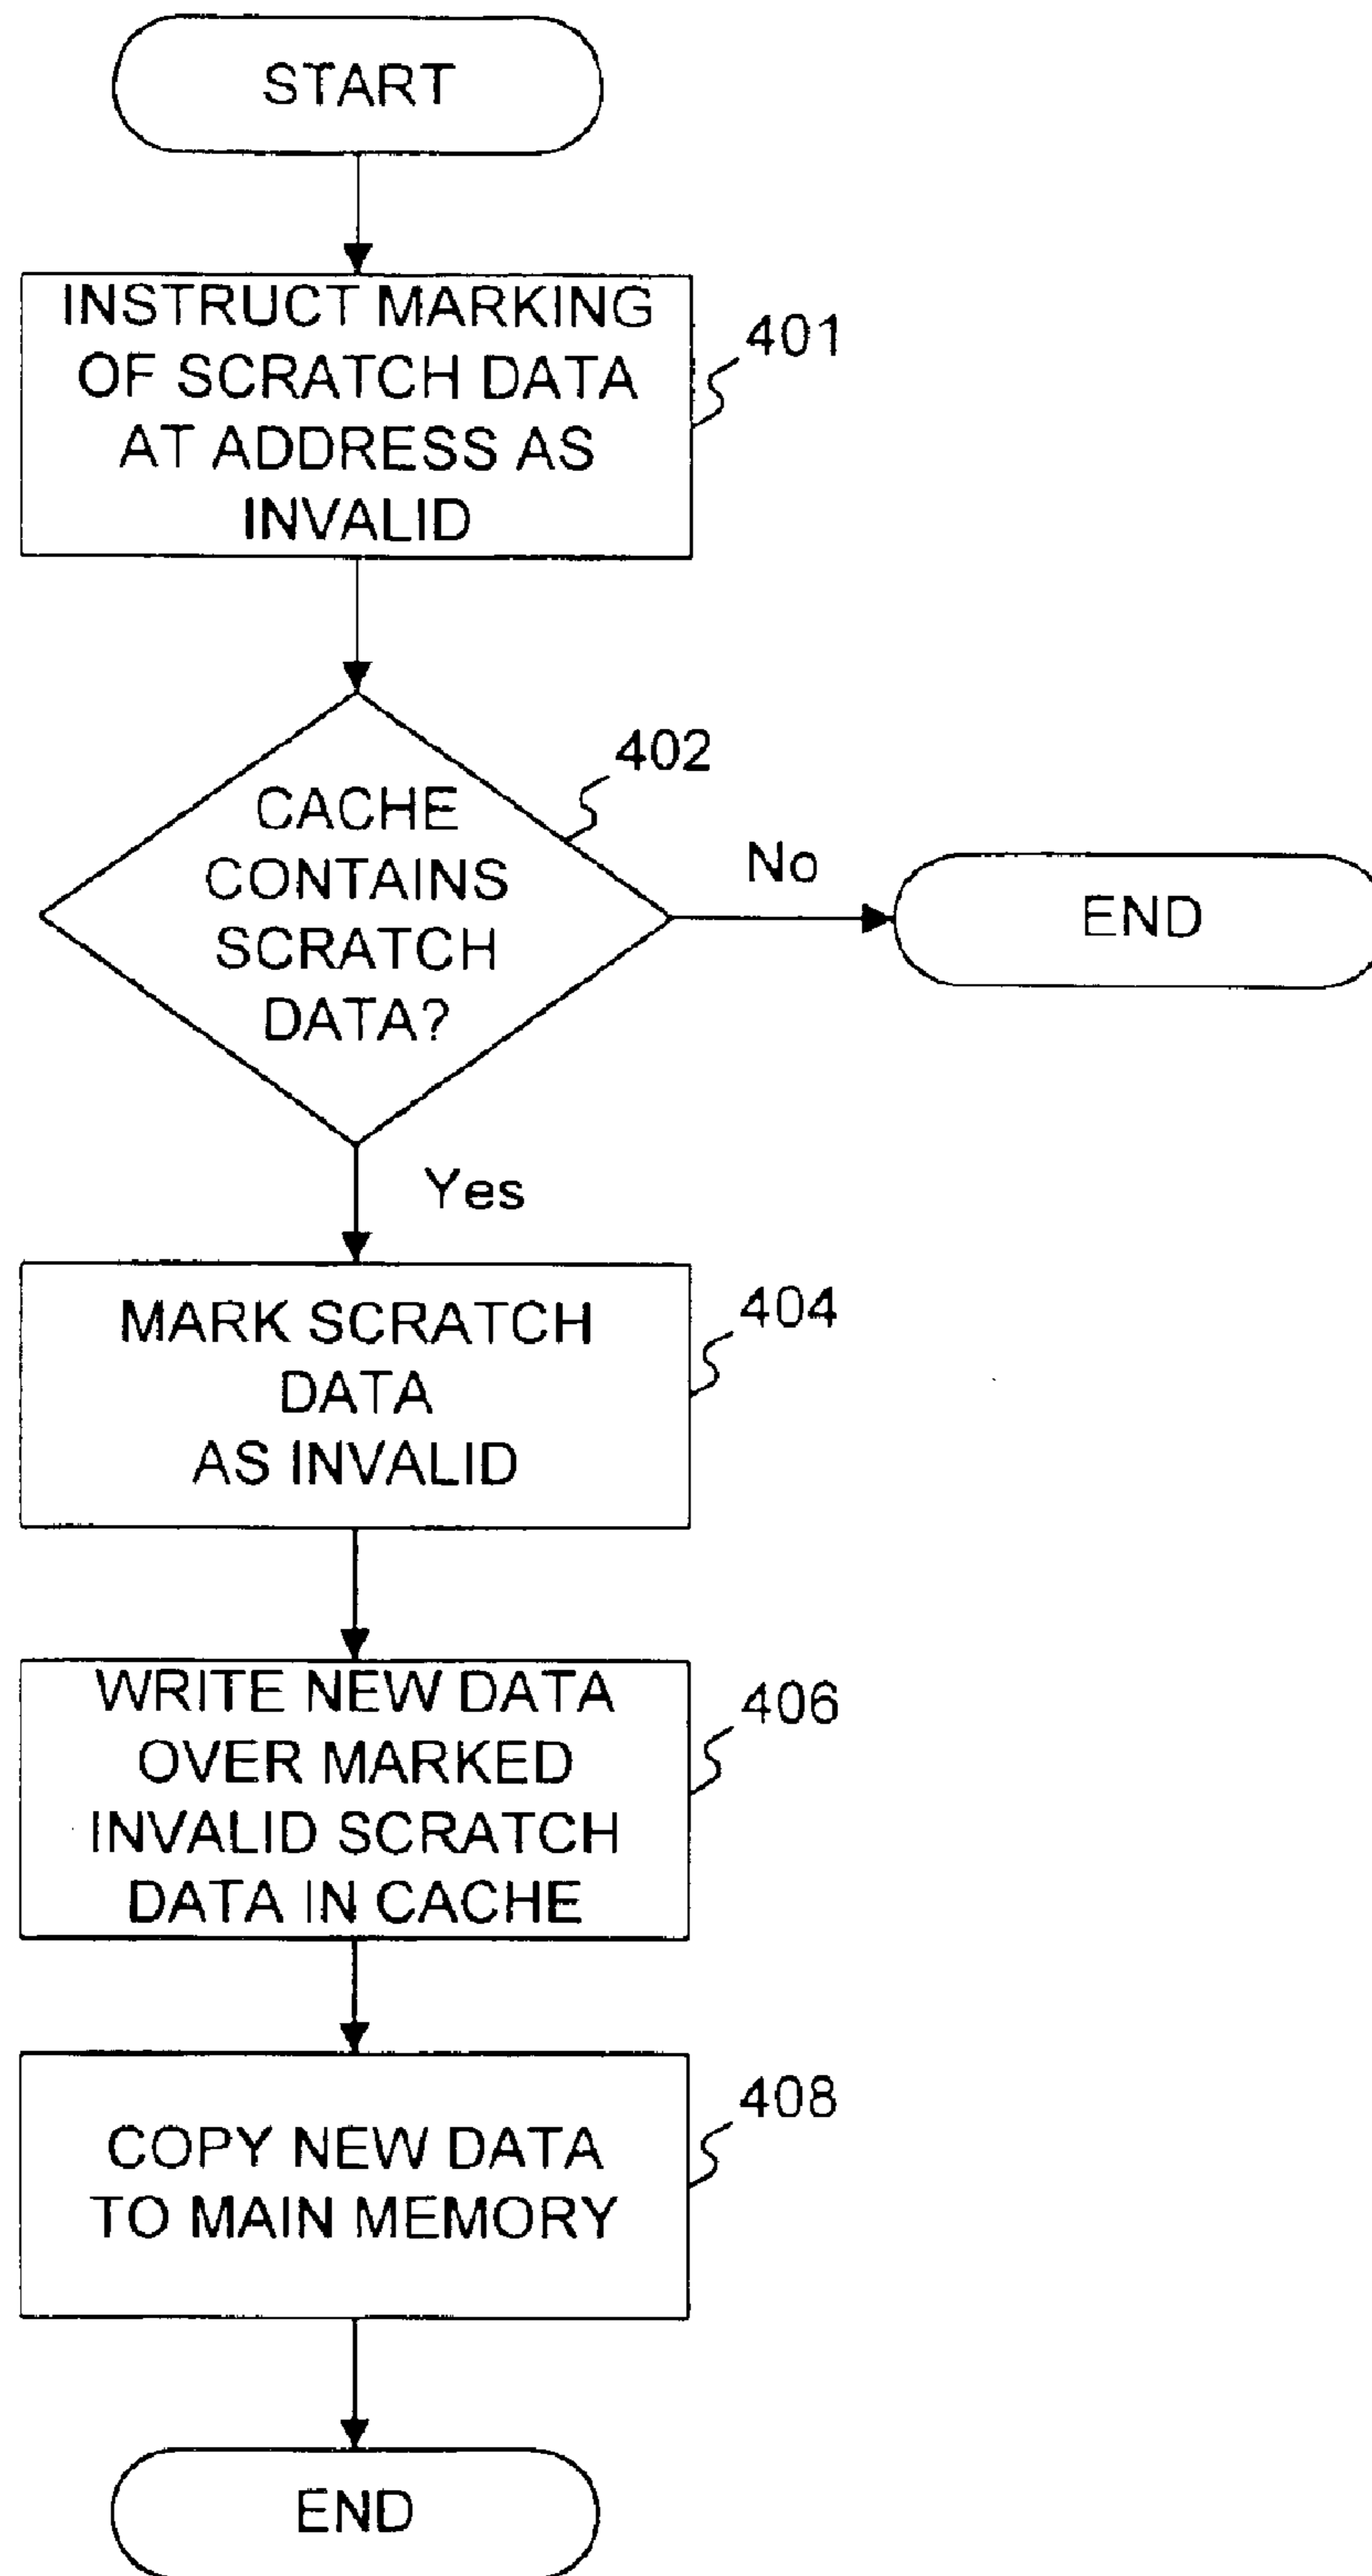 START
INSTRUCT MARKING
OF SCRATCH DATA
AT ADDRESS AS
INVALID
401
402
CACHE
CONTAINS
SCRATCH
DATA?
No
END
Yes
MARK SCRATCH
DATA
AS INVALID
404
WRITE NEW DATA
OVER MARKED
INVALID SCRATCH
DATA IN CACHE
406
COPY NEW DATA
TO MAIN MEMORY
408
END